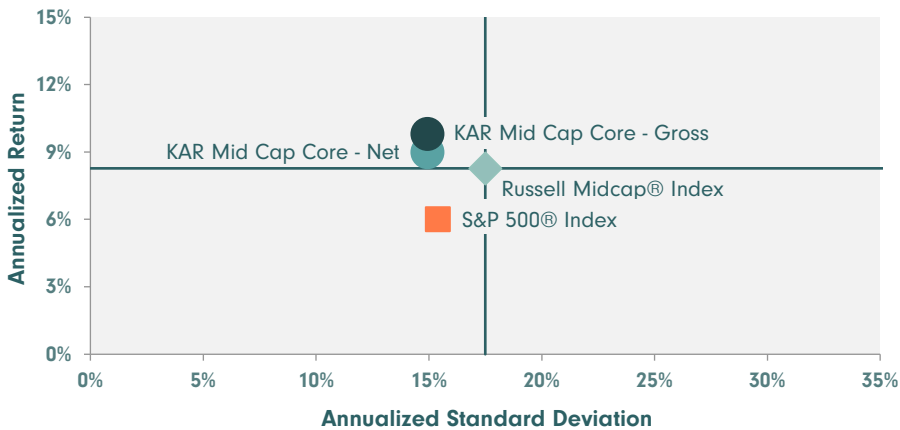 15%
12%
9%
6%
3%
0%
Annualized Return
KAR Mid Cap Core - Gross
KAR Mid Cap Core - Net
Russell Midcap® Index
S&P 500® Index
0%
5%
10%
15%
20%
25%
30%
35%
Annualized Standard Deviation